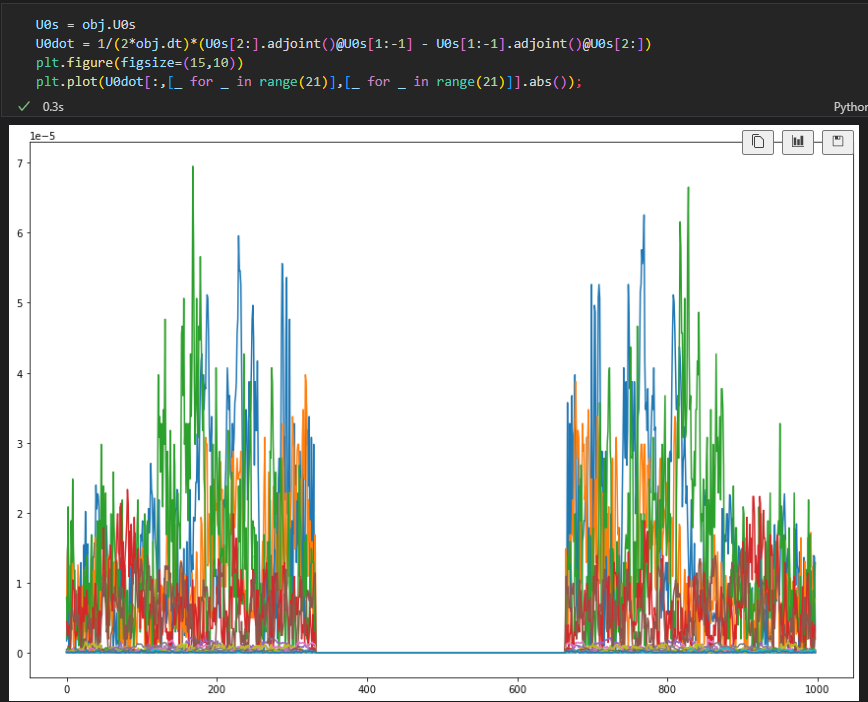 U0s = obj.U0s
U0dot = 1/(2*obj.dt)*(U0s[2:].adjoint()@U0s[1:-1] - U0s[1:-1].adjoint()@U0s[2:])
plt.figure(figsize=(15,10))
plt.plot(U0dot[:,[_ for _ in range(21)],[_ for _ in range(21)]].abs());
✓ 0.3s
Python
1e−5
7
6
5
4
3
2
1
0
0 200 400 600 800 1000